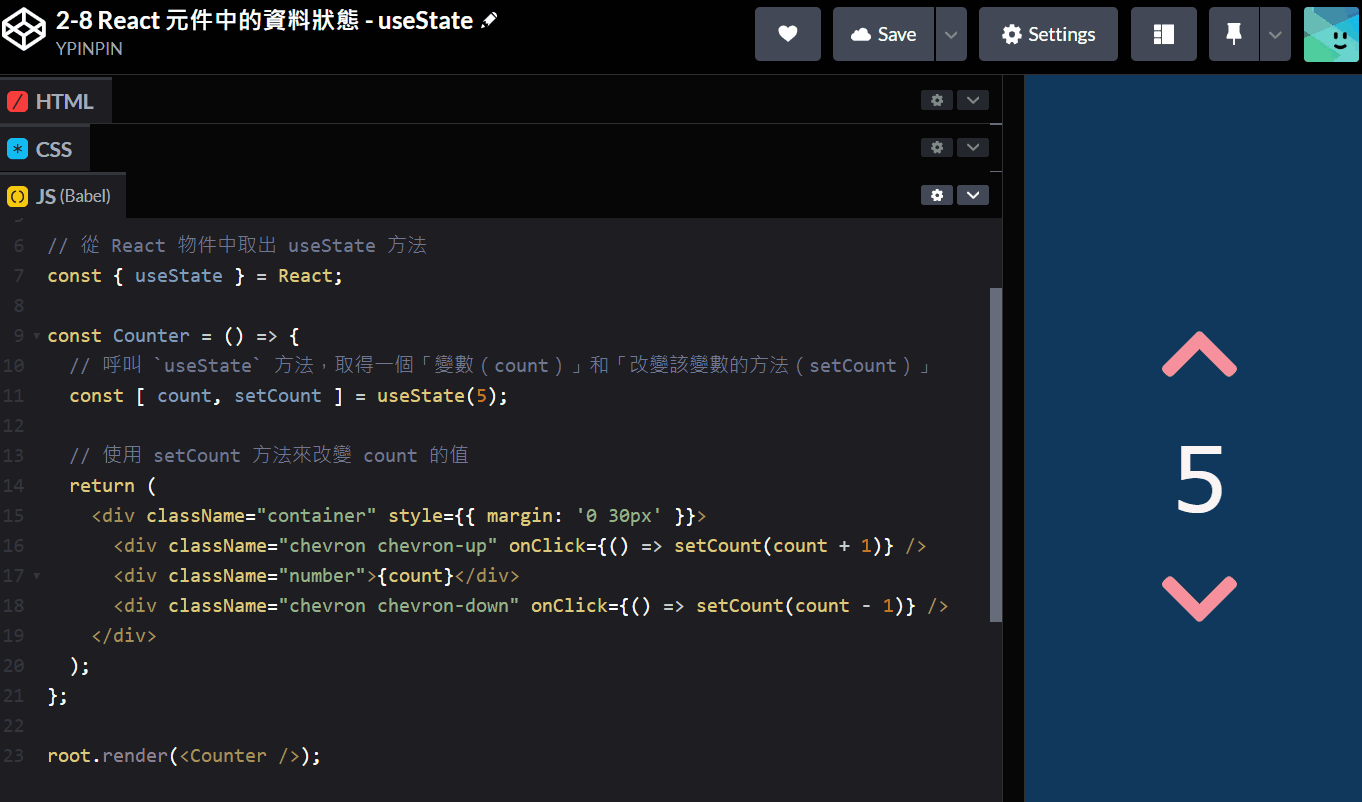 2-8 React 元件中的資料狀態 - useState
YPINPIN
Save
Settings
HTML
CSS
JS (Babel)
5
6 // 從 React 物件中取出 useState 方法
7 const { useState } = React;
8
9 const Counter = () => {
10 // 呼叫 `useState` 方法，取得一個「變數（count）」和「改變該變數的方法（setCount）」
11 const [ count, setCount ] = useState(5);
12
13 // 使用 setCount 方法來改變 count 的值
14 return (
15 <div className="container" style={{ margin: '0 30px' }}>
16 <div className="chevron chevron-up" onClick={() => setCount(count + 1)} />
17 <div className="number">{count}</div>
18 <div className="chevron chevron-down" onClick={() => setCount(count - 1)} />
19 </div>
20 );
21 };
22
23 root.render(<Counter />);
5